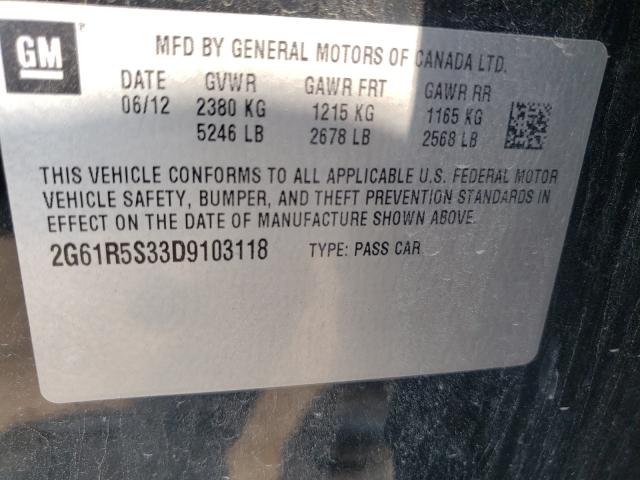 GM
MFD BY GENERAL MOTORS OF CANADA LTD.
DATE GVWR GAWR FRT GAWR RR
06/12 2380 KG 1215 KG 1165 KG
5246 LB 2678 LB 2568 LB
THIS VEHICLE CONFORMS TO ALL APPLICABLE U.S. FEDERAL MOTOR
VEHICLE SAFETY, BUMPER, AND THEFT PREVENTION STANDARDS IN
EFFECT ON THE DATE OF MANUFACTURE SHOWN ABOVE.
2G61R5S33D9103118 TYPE: PASS CAR